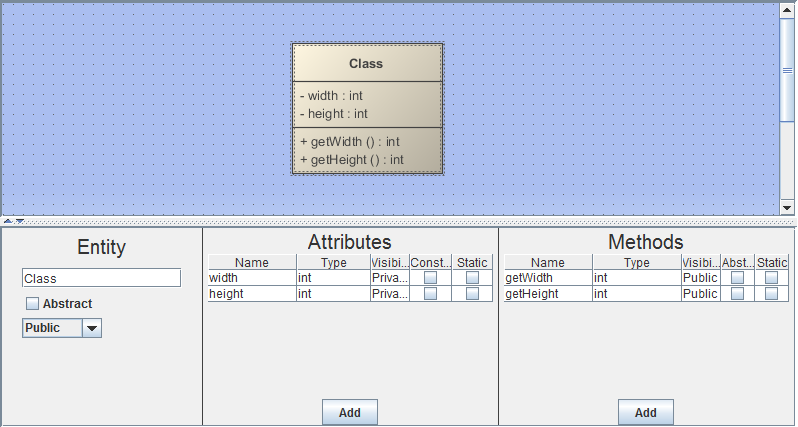 Class
- width : int
- height : int
+ getWidth () : int
+ getHeight () : int
Entity
Class
Abstract
Public
Attributes
Name Type Visibi... Const... Static
width int Priva...
height int Priva...
Add
Methods
Name Type Visibi... Abst... Static
getWidth int Public
getHeight int Public
Add